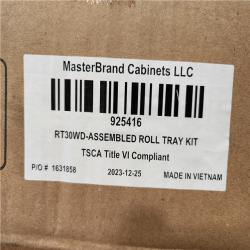 MasterBrand Cabinets LLC
925416
RT30WD-ASSEMBLED ROLL TRAY KIT
TSCA Title VI Compliant
P/O # 1631858
2023-12-25
MADE IN VIETNAM